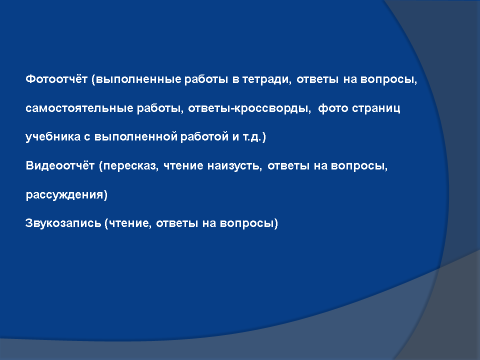 Фотоотчёт (выполненные работы в тетради, ответы на вопросы,
самостоятельные работы, ответы-кроссворды, фото страниц
учебника с выполненной работой и т.д.)
Видеоотчёт (пересказ, чтение наизусть, ответы на вопросы,
рассуждения)
Звукозапись (чтение, ответы на вопросы)